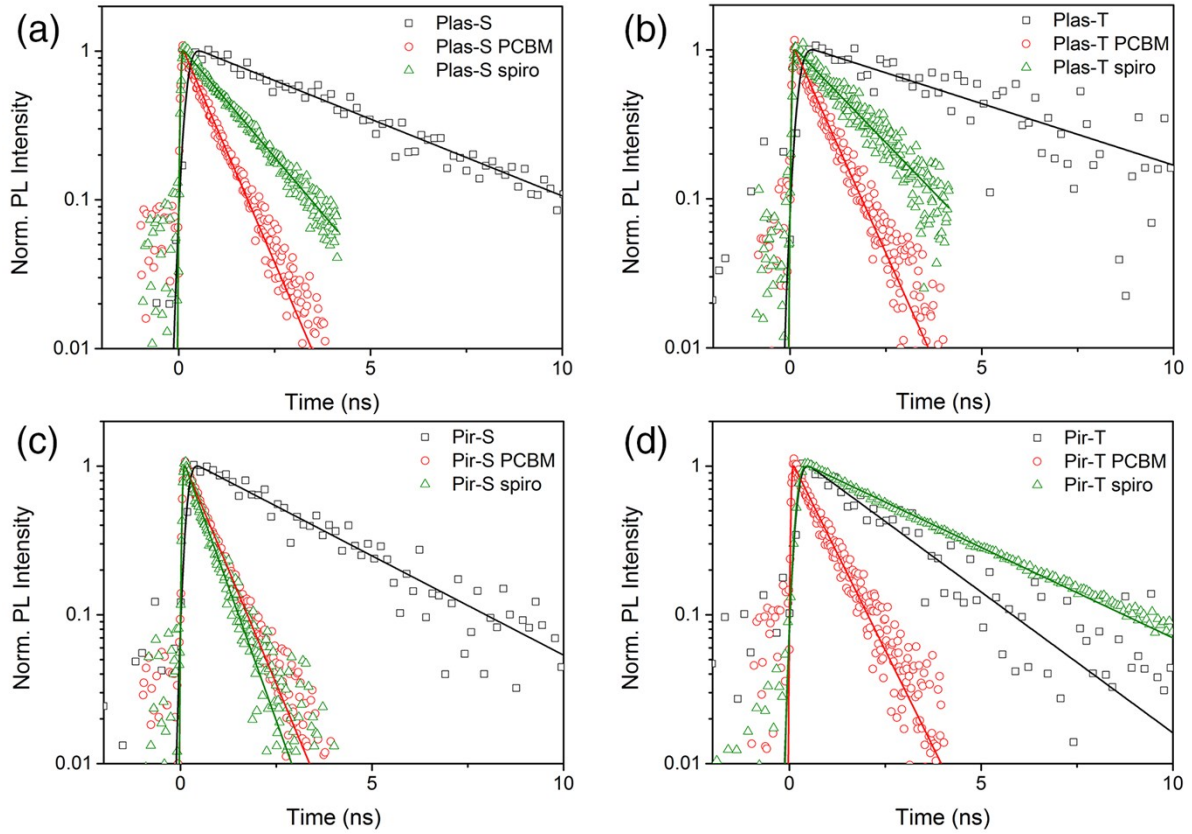 (a)
Plas-S
Plas-S PCBM
Plas-S spiro
Norm. PL Intensity
1
0.1
0.01
0
5
10
Time (ns)
(b)
Plas-T
Plas-T PCBM
Plas-T spiro
Norm. PL Intensity
1
0.1
0.01
0
5
10
Time (ns)
(c)
Pir-S
Pir-S PCBM
Pir-S spiro
Norm. PL Intensity
1
0.1
0.01
0
5
10
Time (ns)
(d)
Pir-T
Pir-T PCBM
Pir-T spiro
Norm. PL Intensity
1
0.1
0.01
0
5
10
Time (ns)